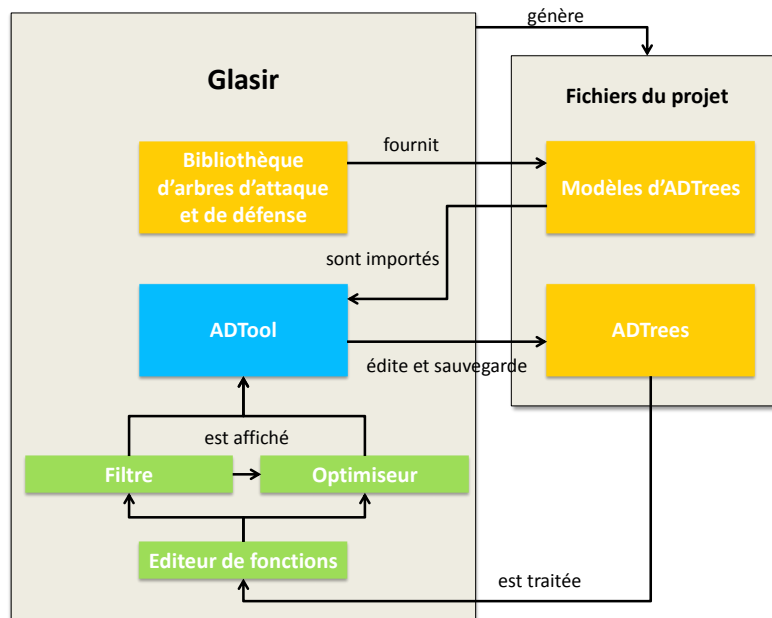 génère
Glasir
Fichiers du projet
Bibliothèque
d'arbres d'attaque
et de défense
fournit
Modèles d'ADTrees
sont importés
ADTool
ADTrees
édite et sauvegarde
est affiché
Filtre
Optimiseur
Editeur de fonctions
est traitée